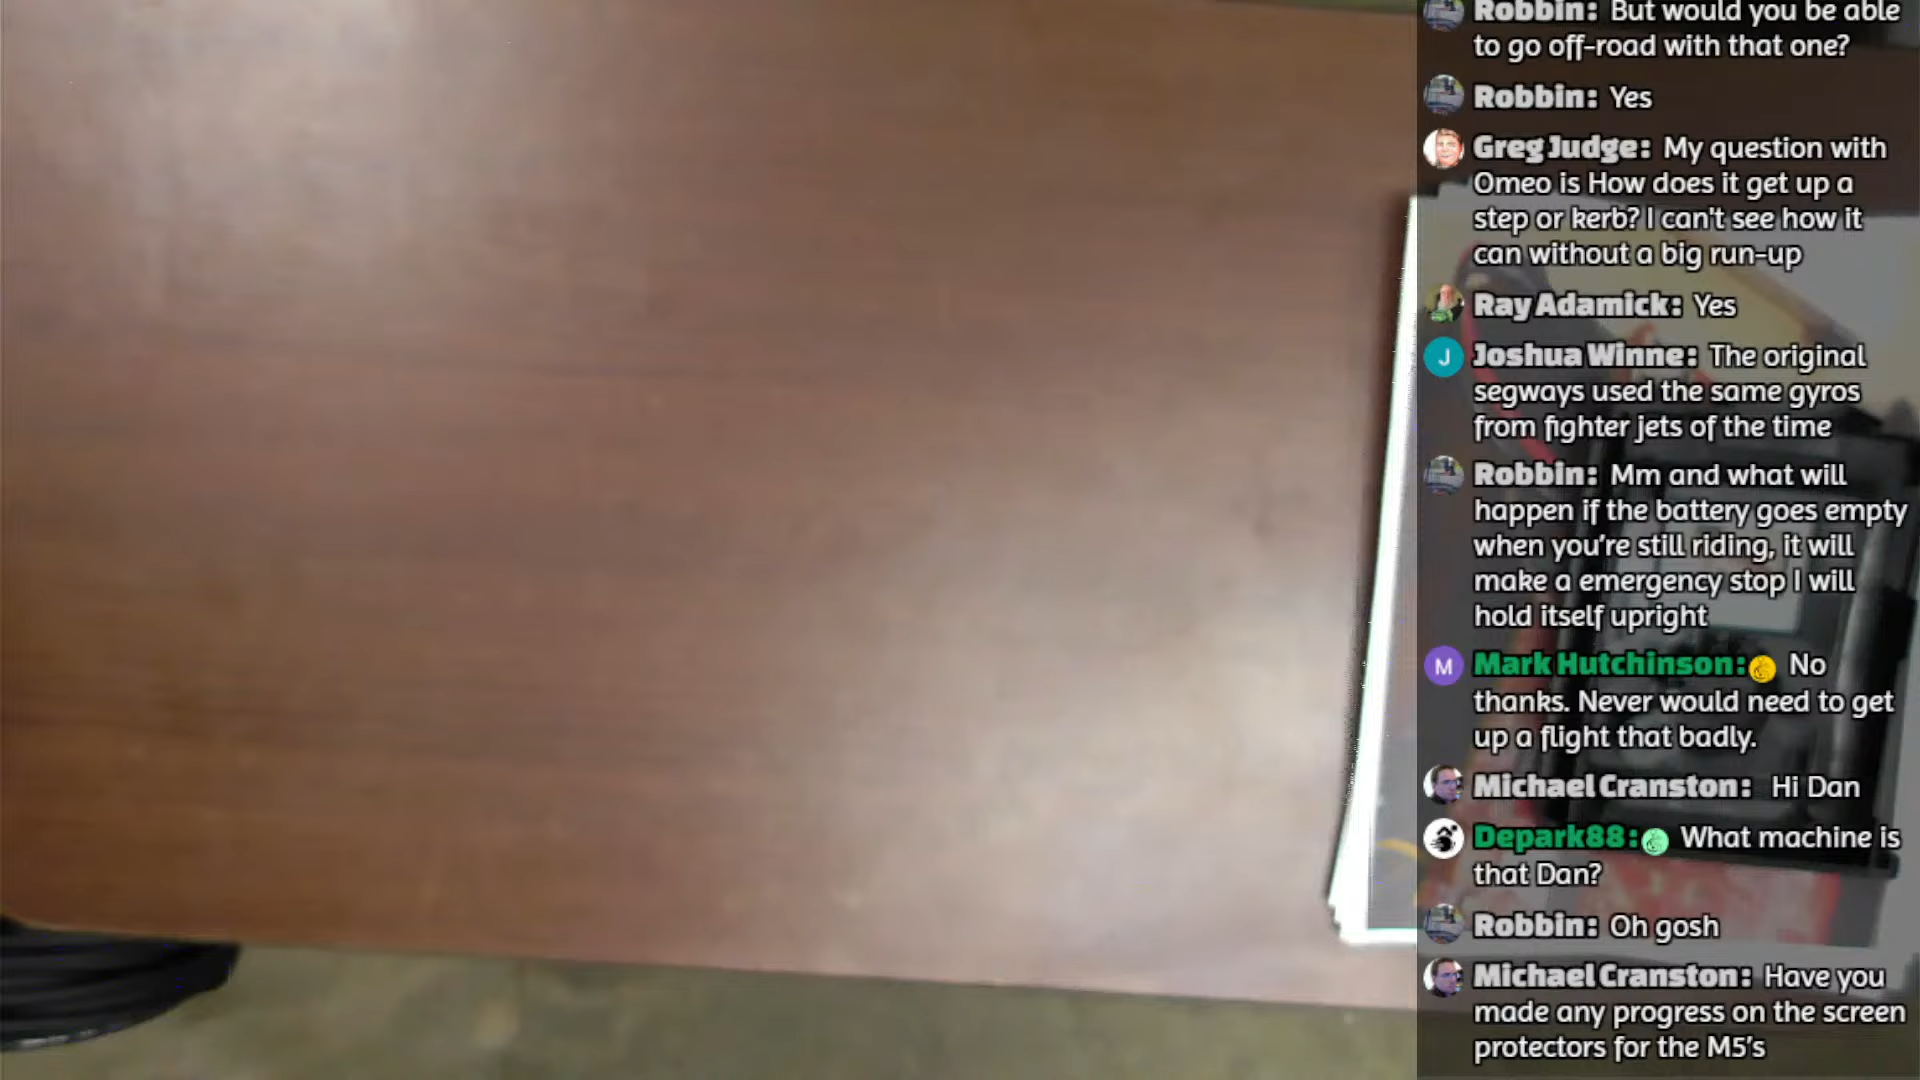 Robbin: But would you be able
to go off-road with that one?
Robbin: Yes
Greg Judge: My question with
Omeo is How does it get up a
step or kerb? I can't see how it
can without a big run-up
Ray Adamick: Yes
J Joshua Winne: The original
segways used the same gyros
from fighter jets of the time
Robbin: Mm and what will
happen if the battery goes empty
when you're still riding, it will
make a emergency stop I will
hold itself upright
M Mark Hutchinson: No
thanks. Never would need to get
up a flight that badly.
Michael Cranston: Hi Dan
Depark88: What machine is
that Dan?
Robbin: Oh gosh
Michael Cranston: Have you
made any progress on the screen
protectors for the M5's